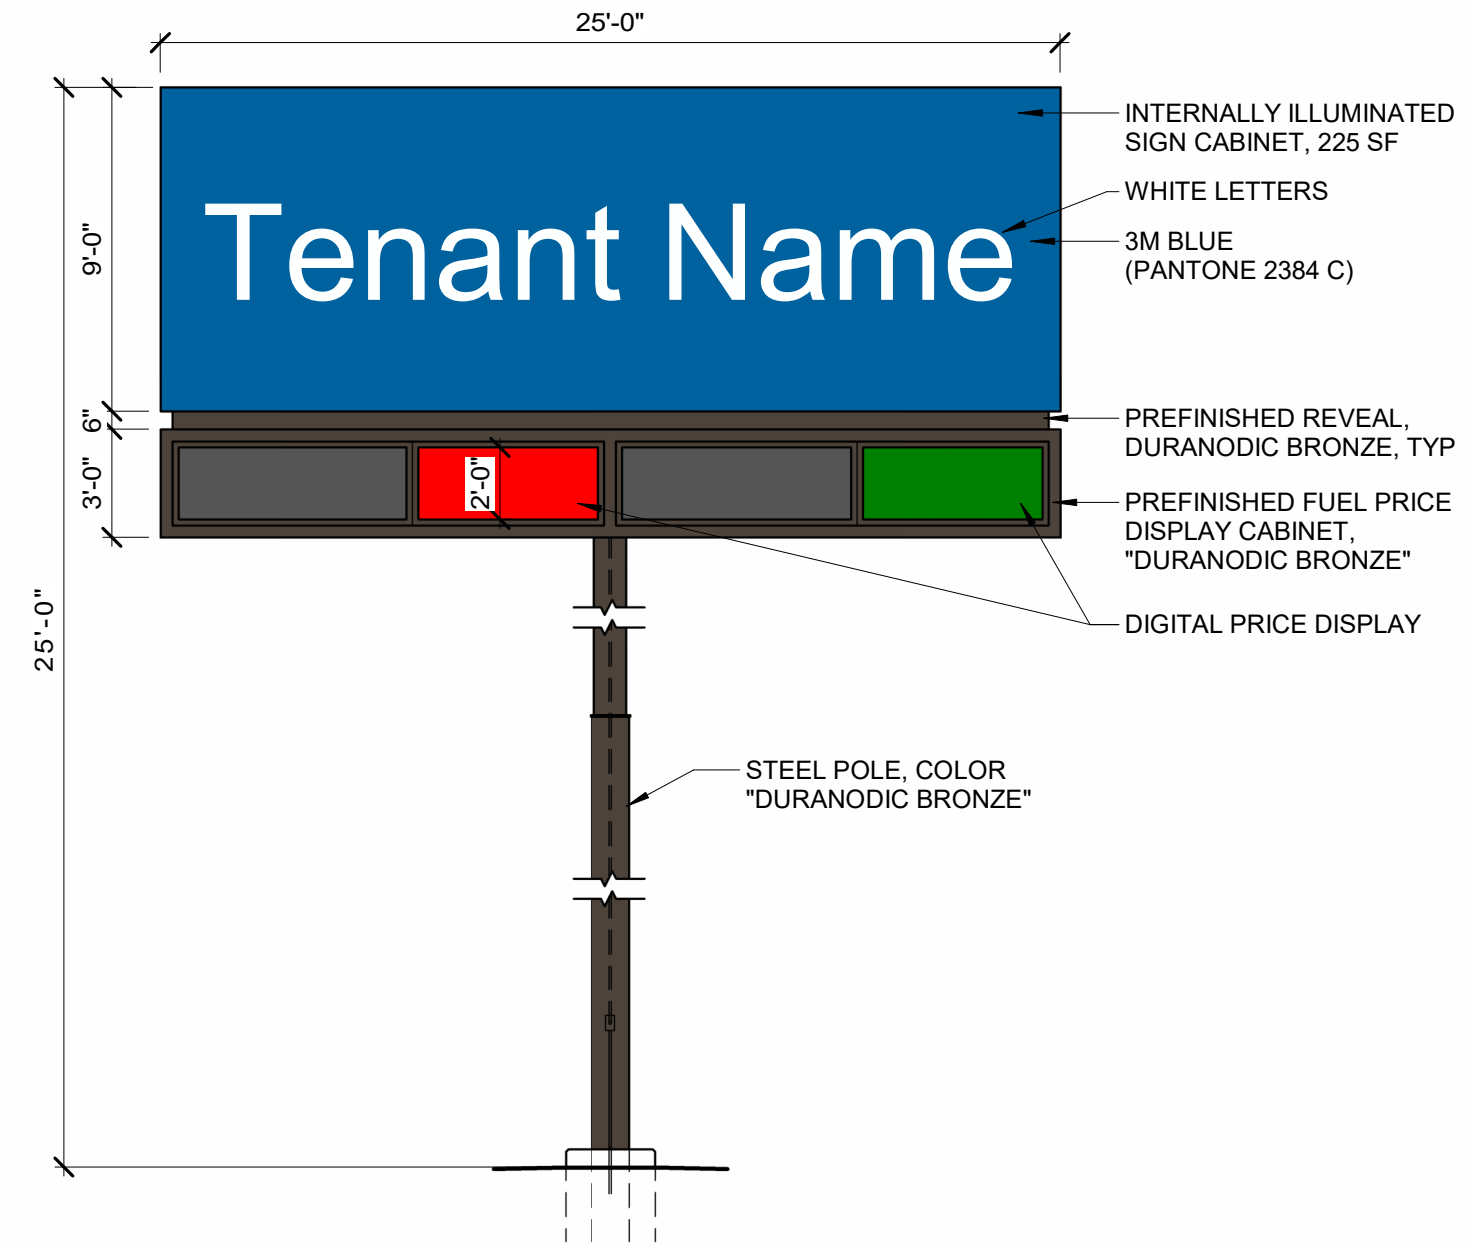 25'-0"
INTERNALLY ILLUMINATED
SIGN CABINET, 225 SF
WHITE LETTERS
3M BLUE
(PANTONE 2384 C)
Tenant Name
9'-0"
6"
3'-0"
2'-0"
25'-0"
PREFINISHED REVEAL,
DURANODIC BRONZE, TYP
PREFINISHED FUEL PRICE
DISPLAY CABINET,
"DURANODIC BRONZE"
DIGITAL PRICE DISPLAY
STEEL POLE, COLOR
"DURANODIC BRONZE"